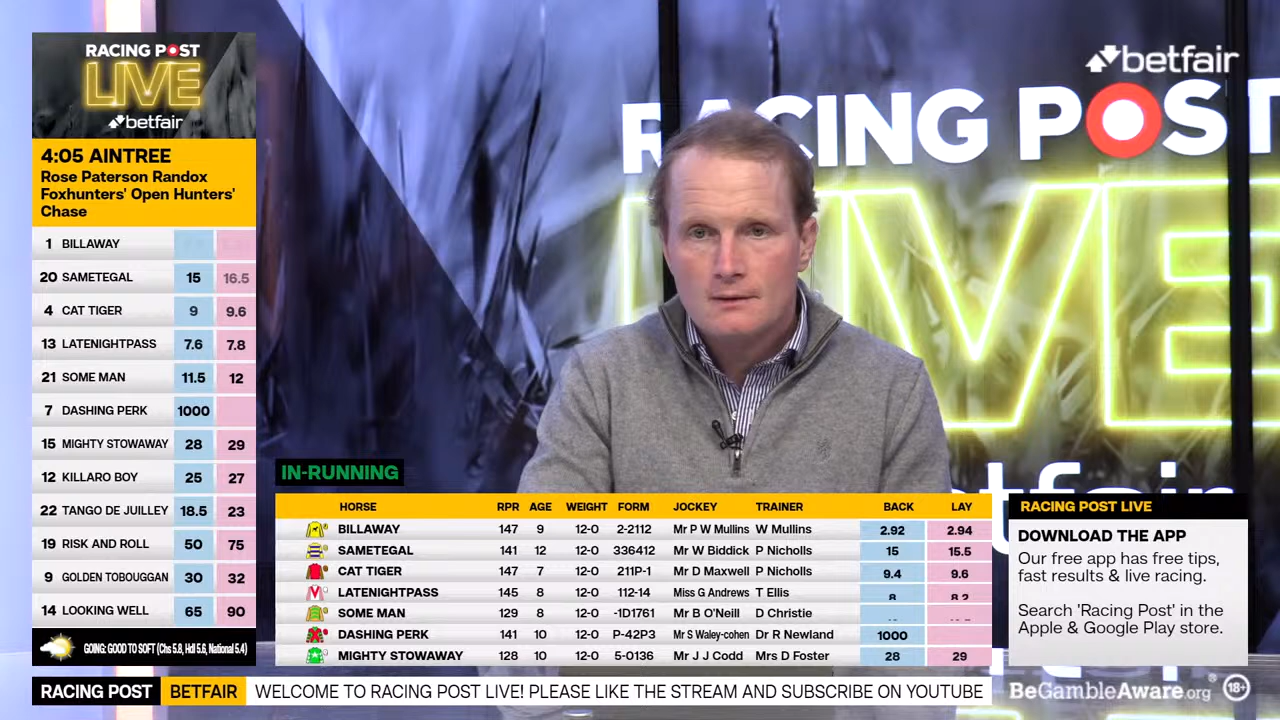 RACING POST
LIVE
betfair
4:05 AINTREE
Rose Paterson Randox
Foxhunters' Open Hunters'
Chase
1 BILLAWAY
20 SAMETEGAL 15 16.5
4 CAT TIGER 9 9.6
13 LATENIGHTPASS 7.6 7.8
21 SOME MAN 11.5 12
7 DASHING PERK 1000
15 MIGHTY STOWAWAY 28 29
12 KILLARO BOY 25 27
22 TANGO DE JUILLEY 18.5 23
19 RISK AND ROLL 50 75
9 GOLDEN TOBOUGGAN 30 32
14 LOOKING WELL 65 90
GOING: GOOD TO SOFT (Chs 5.8, Hdl 5.6, National 5.4)
betfair
RACING POST
LIVE
betfair
IN-RUNNING
HORSE RPR AGE WEIGHT FORM JOCKEY TRAINER BACK LAY
BILLAWAY 147 9 12-0 2-2112 Mr P W Mullins W Mullins 2.92 2.94
SAMETEGAL 141 12 12-0 336412 Mr W Biddick P Nicholls 15 15.5
CAT TIGER 147 7 12-0 211P-1 Mr D Maxwell P Nicholls 9.4 9.6
LATENIGHTPASS 145 8 12-0 112-14 Miss G Andrews T Ellis 8 8.2
SOME MAN 129 8 12-0 -1D1761 Mr B O'Neill D Christie
DASHING PERK 141 10 12-0 P-42P3 Mr S Waley-cohen Dr R Newland 1000
MIGHTY STOWAWAY 128 10 12-0 5-0136 Mr J J Codd Mrs D Foster 28 29
RACING POST LIVE
DOWNLOAD THE APP
Our free app has free tips,
fast results & live racing.
Search 'Racing Post' in the
Apple & Google Play store.
RACING POST BETFAIR WELCOME TO RACING POST LIVE! PLEASE LIKE THE STREAM AND SUBSCRIBE ON YOUTUBE
BeGambleAware.org® 18+